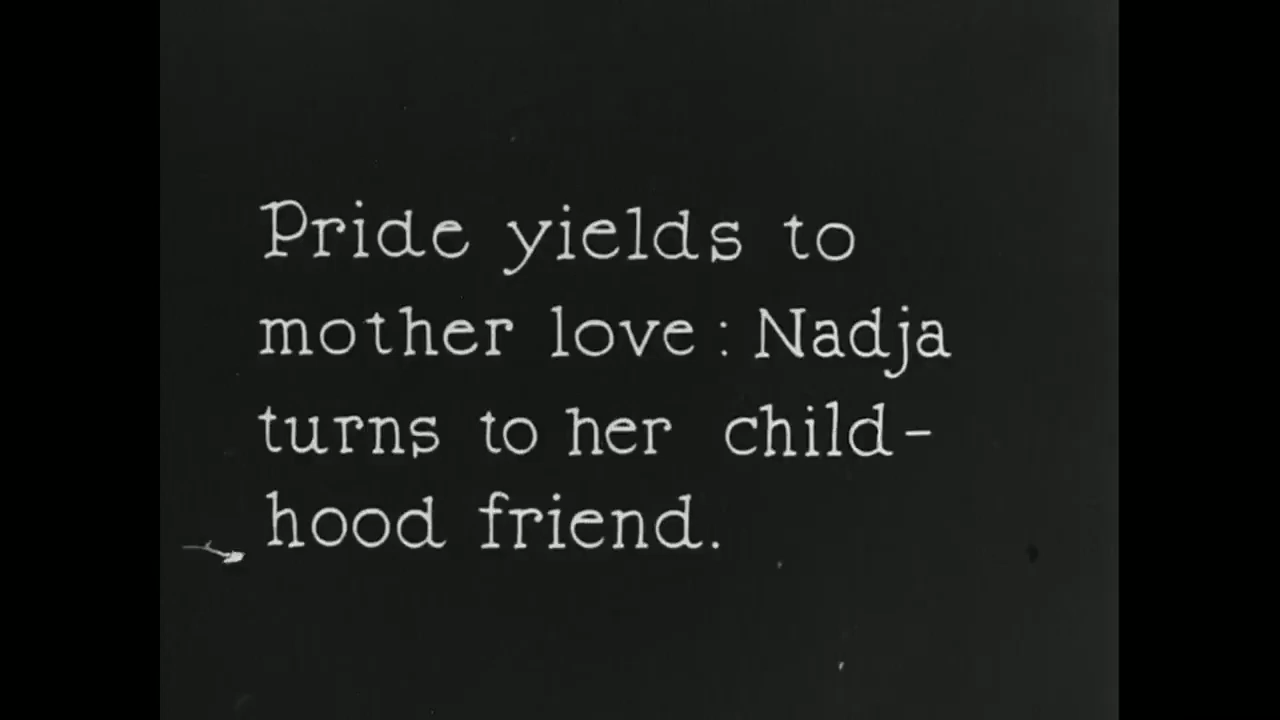 Pride yields to
mother love: Nadja
turns to her child-
hood friend.